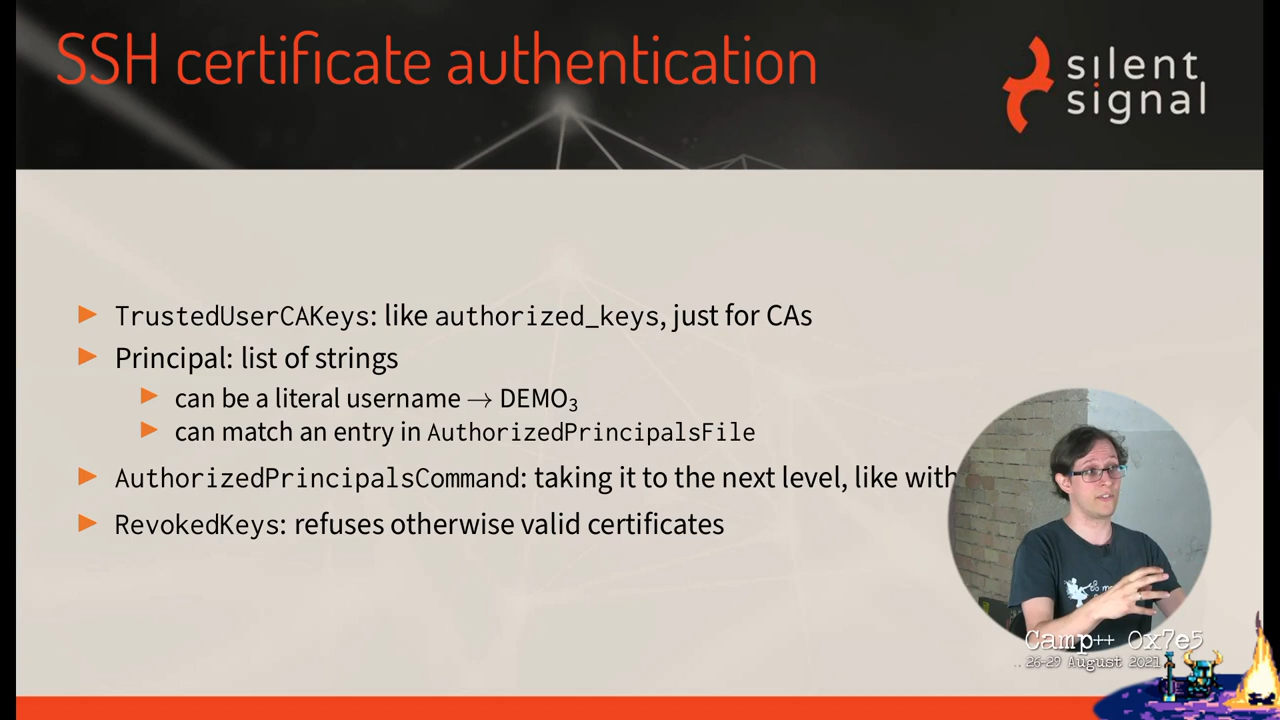 SSH certificate authentication
silent
signal
TrustedUserCAKeys: like authorized_keys, just for CAs
Principal: list of strings
can be a literal username → DEMO₃
can match an entry in AuthorizedPrincipalsFile
AuthorizedPrincipalsCommand: taking it to the next level, like with
RevokedKeys: refuses otherwise valid certificates
Camp++ 0x7e5
26-29 August 2021